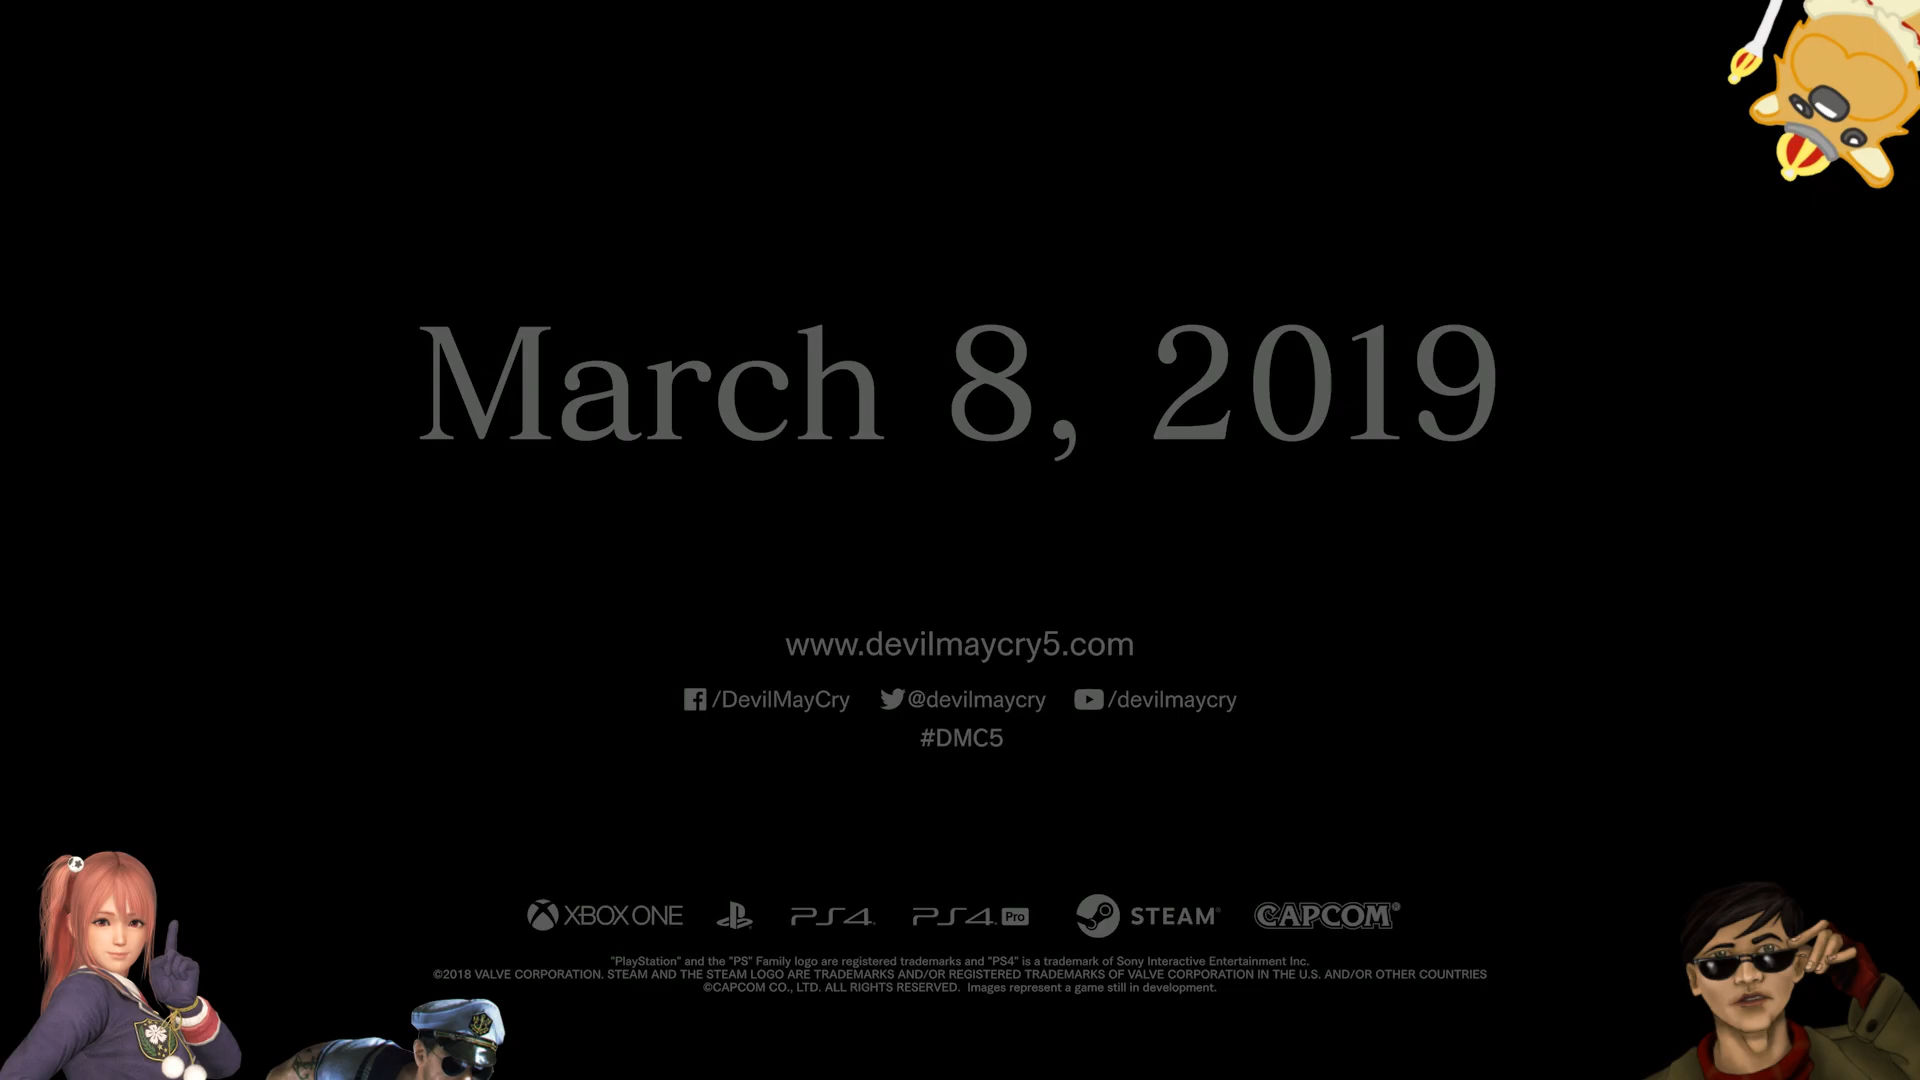 March 8, 2019
www.devilmaycry5.com
/DevilMayCry @devilmaycry /devilmaycry
#DMC5
XBOX ONE PS4 PS4 Pro STEAM® CAPCOM®
"PlayStation" and the "PS" Family logo are registered trademarks and "PS4" is a trademark of Sony Interactive Entertainment Inc.
©2018 VALVE CORPORATION. STEAM AND THE STEAM LOGO ARE TRADEMARKS AND/OR REGISTERED TRADEMARKS OF VALVE CORPORATION IN THE U.S. AND/OR OTHER COUNTRIES
©CAPCOM CO., LTD. ALL RIGHTS RESERVED. Images represent a game still in development.